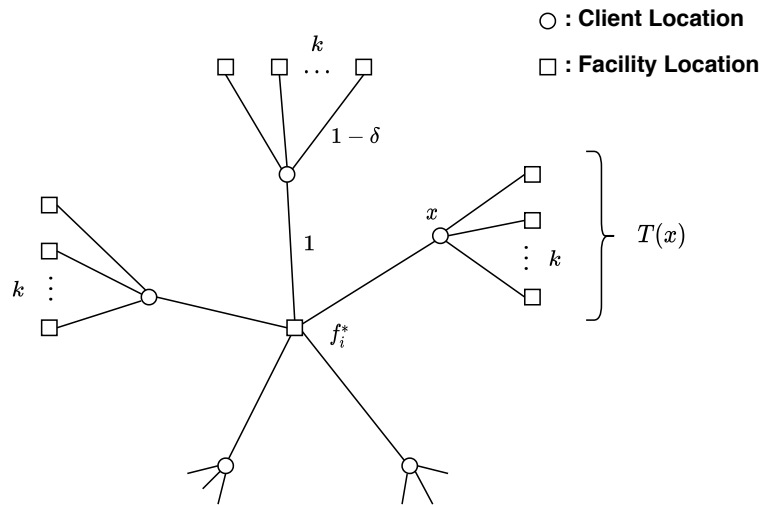 : Client Location
: Facility Location
k
...
1 − δ
x
T(x)
1
k
⋮
k
⋮
f_i^*